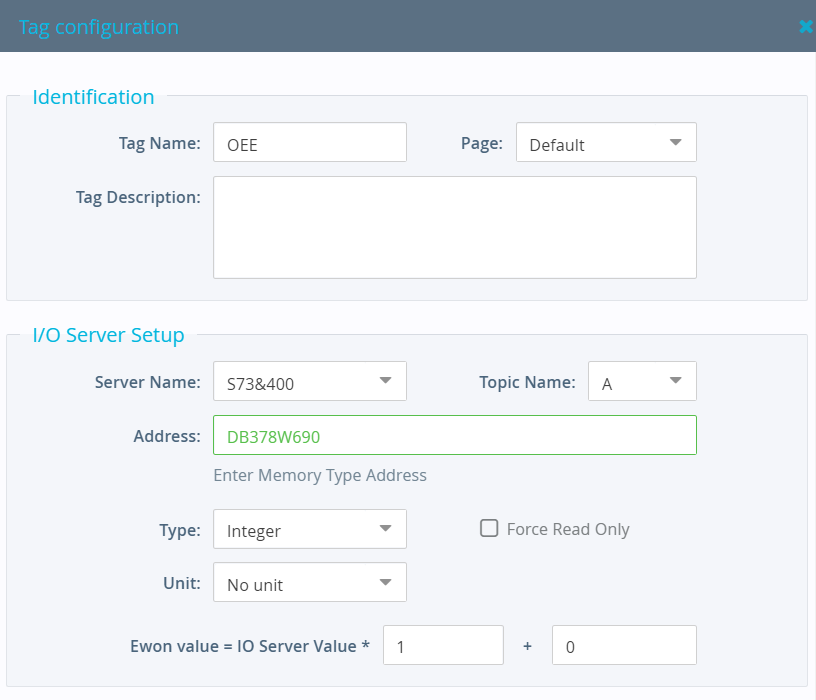 Tag configuration
Identification
Tag Name: OEE Page: Default
Tag Description:
I/O Server Setup
Server Name: S73&400 Topic Name: A
Address: DB378W690
Enter Memory Type Address
Type: Integer Force Read Only
Unit: No unit
Ewon value = IO Server Value * 1 + 0